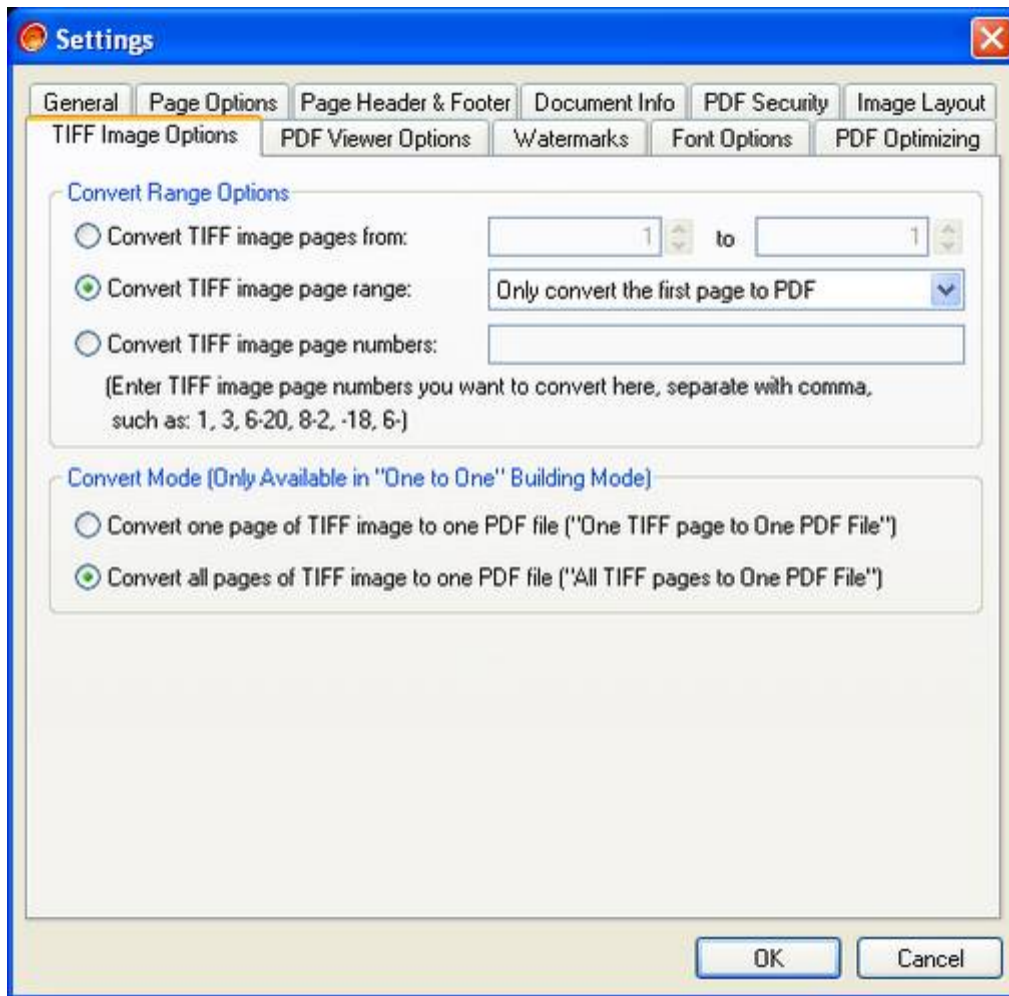 Settings
General Page Options Page Header & Footer Document Info PDF Security Image Layout
TIFF Image Options PDF Viewer Options Watermarks Font Options PDF Optimizing
Convert Range Options
Convert TIFF image pages from: 1 to 1
Convert TIFF image page range: Only convert the first page to PDF
Convert TIFF image page numbers:
(Enter TIFF image page numbers you want to convert here, separate with comma,
such as: 1, 3, 6-20, 8-2, -18, 6-)
Convert Mode (Only Available in "One to One" Building Mode)
Convert one page of TIFF image to one PDF file ("One TIFF page to One PDF File")
Convert all pages of TIFF image to one PDF file ("All TIFF pages to One PDF File")
OK Cancel